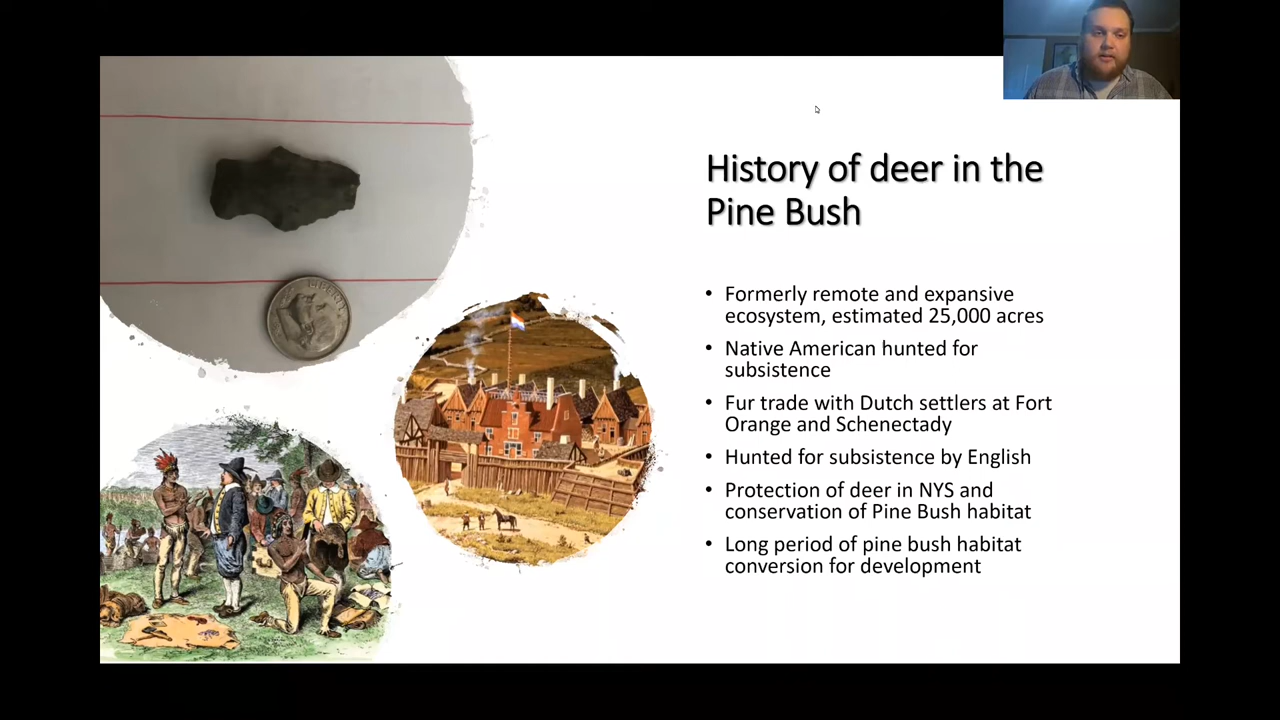 LIBERTY
History of deer in the
Pine Bush
• Formerly remote and expansive
ecosystem, estimated 25,000 acres
• Native American hunted for
subsistence
• Fur trade with Dutch settlers at Fort
Orange and Schenectady
• Hunted for subsistence by English
• Protection of deer in NYS and
conservation of Pine Bush habitat
• Long period of pine bush habitat
conversion for development